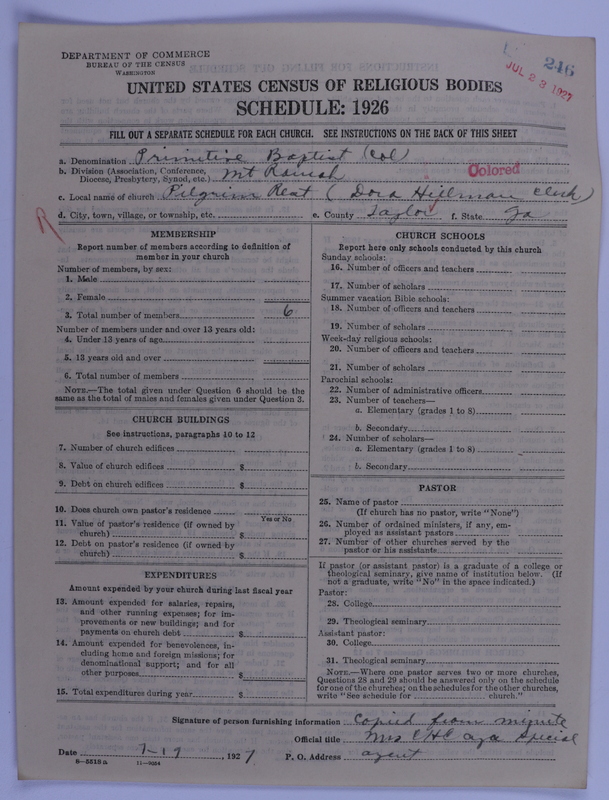 DEPARTMENT OF COMMERCE
BUREAU OF THE CENSUS
WASHINGTON
246
JUL 23 1927
UNITED STATES CENSUS OF RELIGIOUS BODIES
SCHEDULE: 1926
FILL OUT A SEPARATE SCHEDULE FOR EACH CHURCH. SEE INSTRUCTIONS ON THE BACK OF THIS SHEET
a. Denomination Primitive Baptist (Col)
b. Division (Association, Conference, Diocese, Presbytery, Synod, etc.) Mt Ramah
Colored
c. Local name of church Pilgrim Rest (Dora Hillman Clerk)
R
d. City, town, village, or township, etc. e. County Taylor f. State Ga
MEMBERSHIP
Report number of members according to definition of
member in your church
Number of members, by sex:
1. Male
2. Female
3. Total number of members 6
Number of members under and over 13 years old:
4. Under 13 years of age
5. 13 years old and over
6. Total number of members
NOTE.—The total given under Question 6 should be the
same as the total of males and females given under Question 3.
CHURCH BUILDINGS
See instructions, paragraphs 10 to 12
7. Number of church edifices
8. Value of church edifices $
9. Debt on church edifices $
10. Does church own pastor's residence
Yes or No
11. Value of pastor's residence (if owned by
church) $
12. Debt on pastor's residence (if owned by
church) $
EXPENDITURES
Amount expended by your church during last fiscal year
13. Amount expended for salaries, repairs,
and other running expenses; for im-
provements or new buildings; and for
payments on church debt $
14. Amount expended for benevolences, in-
cluding home and foreign missions; for
denominational support; and for all
other purposes $
15. Total expenditures during year $
CHURCH SCHOOLS
Report here only schools conducted by this church
Sunday schools:
16. Number of officers and teachers
17. Number of scholars
Summer vacation Bible schools:
18. Number of officers and teachers
19. Number of scholars
Week-day religious schools:
20. Number of officers and teachers
21. Number of scholars
Parochial schools:
22. Number of administrative officers
23. Number of teachers—
a. Elementary (grades 1 to 8)
b. Secondary
24. Number of scholars—
a. Elementary (grades 1 to 8)
b. Secondary
PASTOR
25. Name of pastor
(If church has no pastor, write "None")
26. Number of ordained ministers, if any, em-
ployed as assistant pastors
27. Number of other churches served by the
pastor or his assistants
If pastor (or assistant pastor) is a graduate of a college or
theological seminary, give name of institution below. (If
not a graduate, write "No" in the space indicated.)
Pastor:
28. College
29. Theological seminary
Assistant pastor:
30. College
31. Theological seminary
NOTE.—Where one pastor serves two or more churches,
Questions 28 and 29 should be answered only on the schedule
for one of the churches; on the schedules for the other churches,
write "See schedule for church."
Signature of person furnishing information Copied from minute
Official title Mrs special
Date 7-19, 1927 P. O. Address agent
8—5518a 11—9034